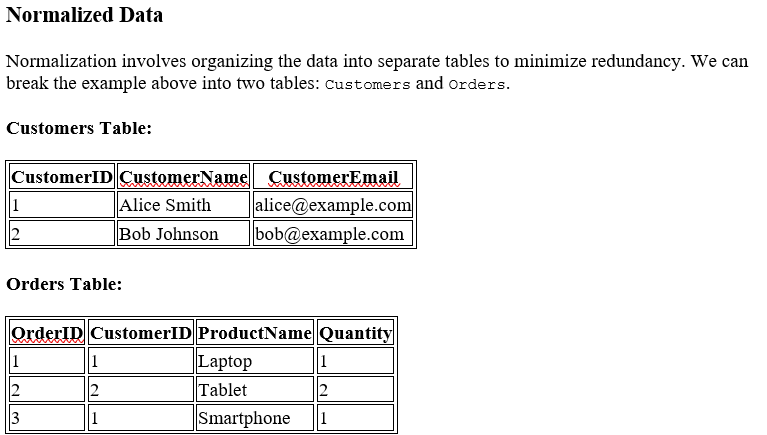 Normalized Data
Normalization involves organizing the data into separate tables to minimize redundancy. We can
break the example above into two tables: Customers and Orders.
Customers Table:
CustomerID CustomerName CustomerEmail
1 Alice Smith alice@example.com
2 Bob Johnson bob@example.com
Orders Table:
OrderID CustomerID ProductName Quantity
1 1 Laptop 1
2 2 Tablet 2
3 1 Smartphone 1